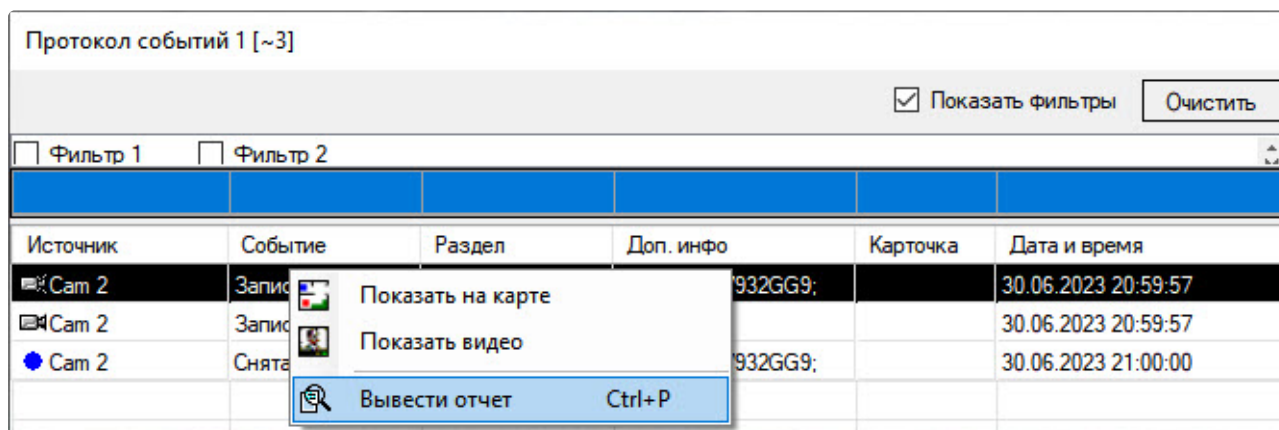 Протокол событий 1 [~3]
Показать фильтры Очистить
Фильтр 1 Фильтр 2
Источник Событие Раздел Доп. инфо Карточка Дата и время
Cam 2 30.06.2023 20:59:57
Показать на карте
Cam 2 30.06.2023 20:59:57
Показать видео
Cam 2 Снята 932GG9; 30.06.2023 21:00:00
Вывести отчет Ctrl+P